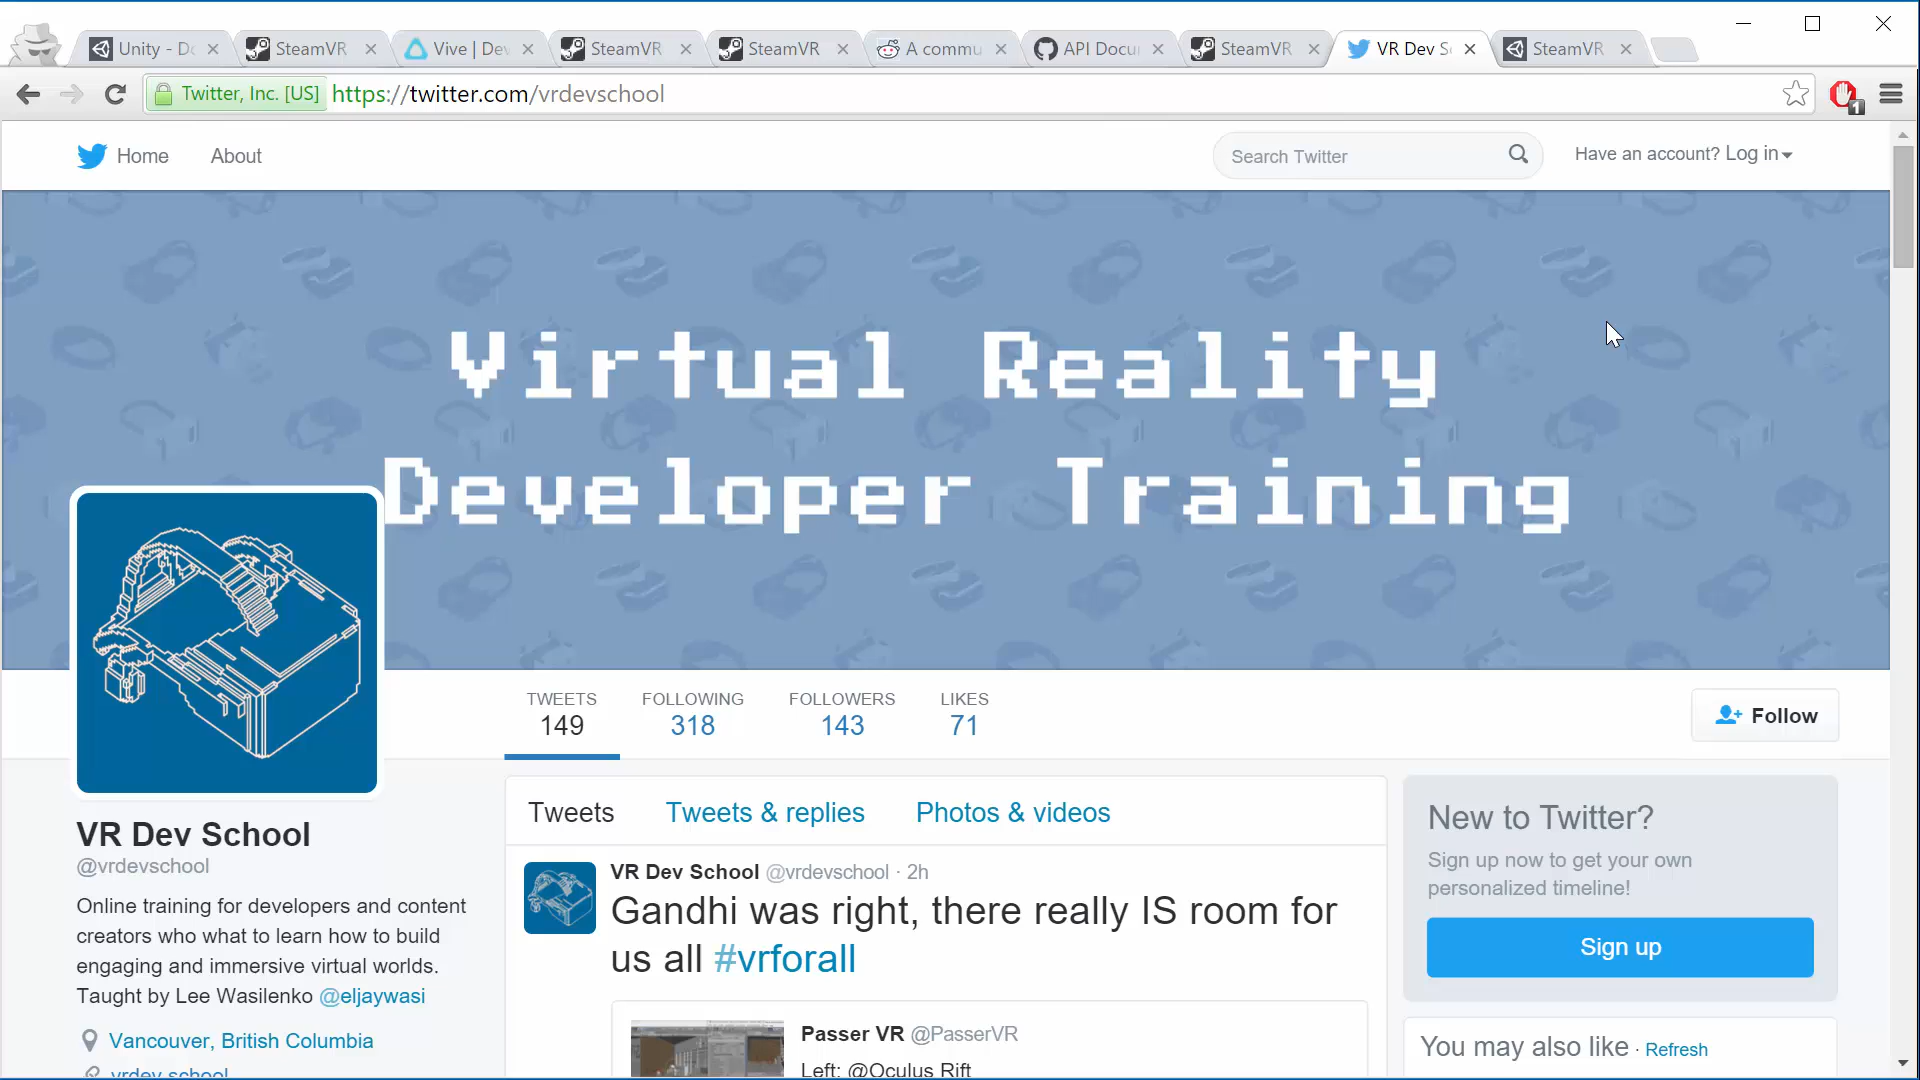 Unity - Do
SteamVR
Vive | Dev
SteamVR
SteamVR
A commu
API Docu
SteamVR
VR Dev S
SteamVR
Twitter, Inc. [US]
https://twitter.com/vrdevschool
1
Home
About
Search Twitter
Have an account? Log in
Virtual Reality
Developer Training
TWEETS
149
FOLLOWING
318
FOLLOWERS
143
LIKES
71
Follow
VR Dev School
@vrdevschool
Online training for developers and content
creators who what to learn how to build
engaging and immersive virtual worlds.
Taught by Lee Wasilenko @eljaywasi
Vancouver, British Columbia
vrdev.school
Tweets
Tweets & replies
Photos & videos
VR Dev School @vrdevschool · 2h
Gandhi was right, there really IS room for
us all #vrforall
Passer VR @PasserVR
Left: @Oculus Rift
New to Twitter?
Sign up now to get your own
personalized timeline!
Sign up
You may also like · Refresh